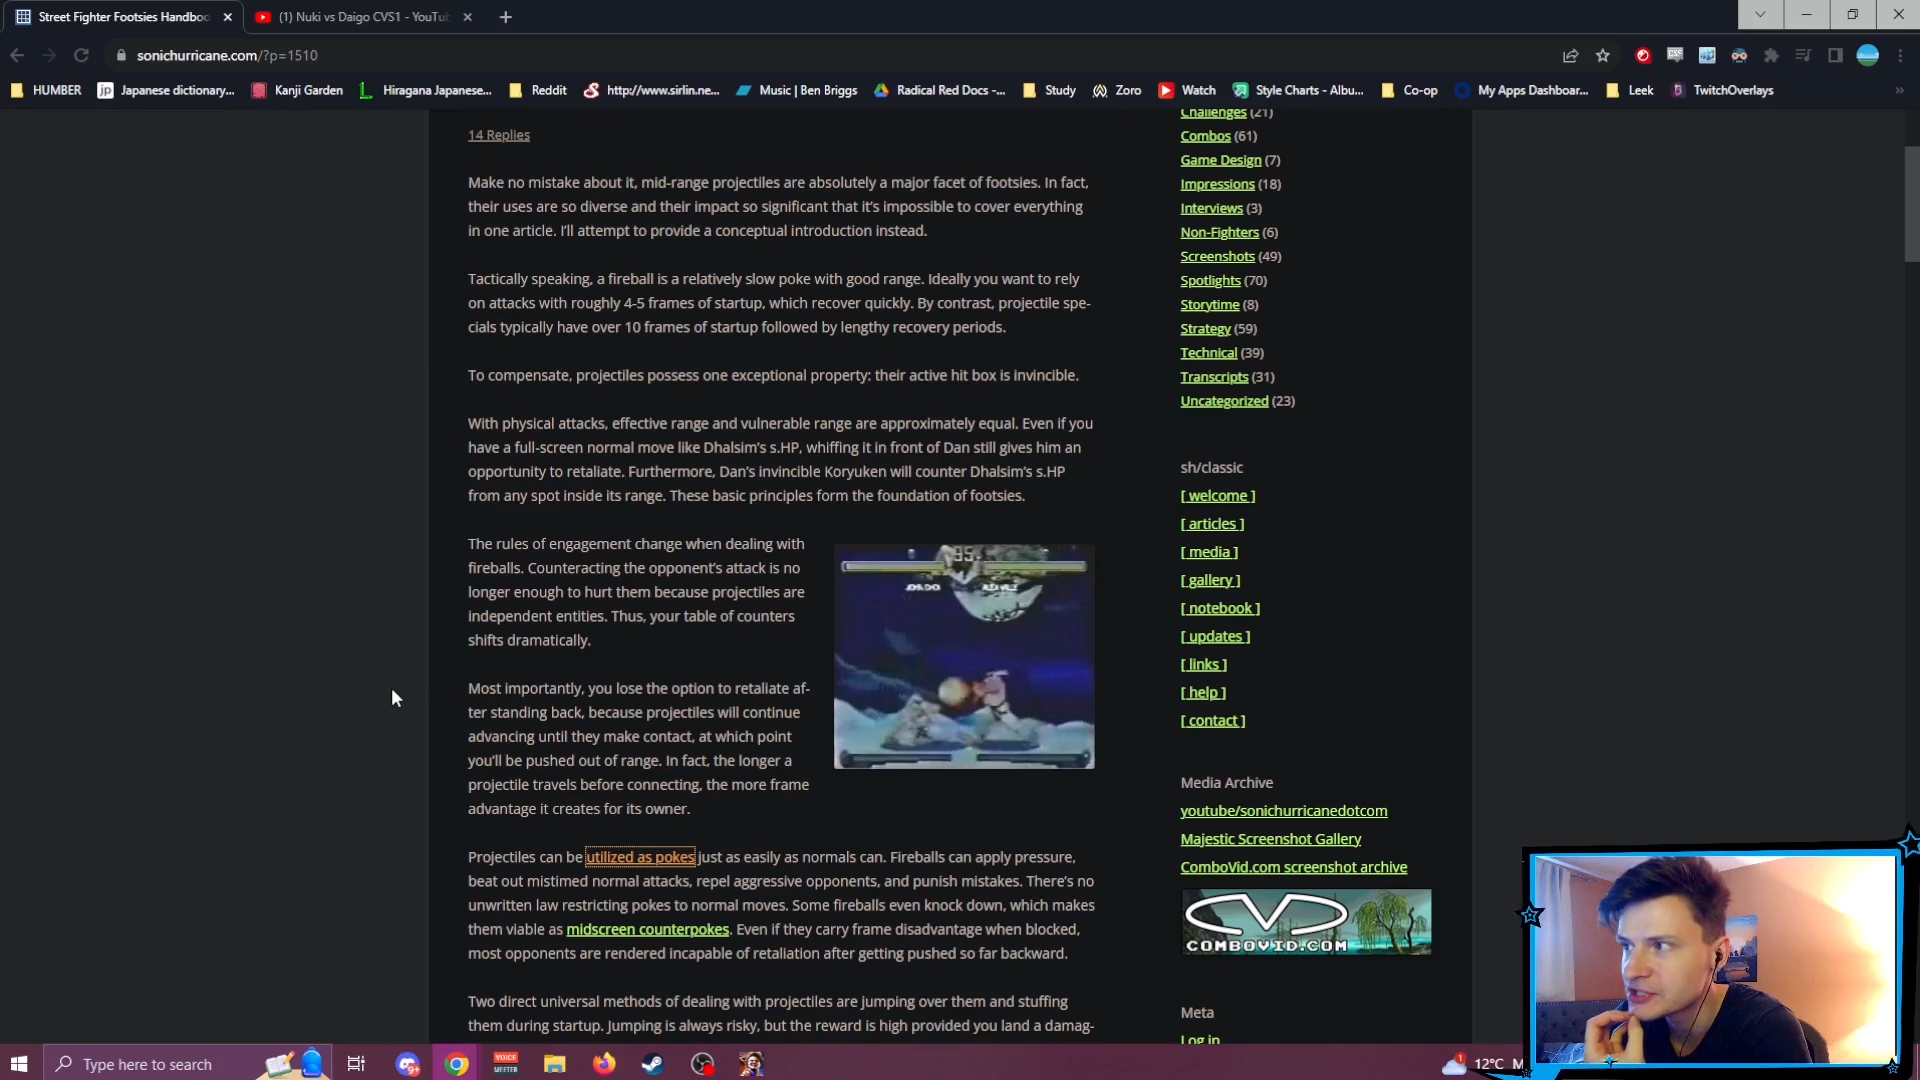 Street Fighter Footsies Handboo
(1) Nuki vs Daigo CVS1 - YouTu
sonichurricane.com/?p=1510
HUMBER
jp Japanese dictionary...
Kanji Garden
Hiragana Japanese...
Reddit
http://www.sirlin.ne...
Music | Ben Briggs
Radical Red Docs -...
Study
Zoro
Watch
Style Charts - Albu...
Co-op
My Apps Dashboar...
Leek
TwitchOverlays
14 Replies
Make no mistake about it, mid-range projectiles are absolutely a major facet of footsies. In fact,
their uses are so diverse and their impact so significant that it's impossible to cover everything
in one article. I'll attempt to provide a conceptual introduction instead.
Tactically speaking, a fireball is a relatively slow poke with good range. Ideally you want to rely
on attacks with roughly 4-5 frames of startup, which recover quickly. By contrast, projectile spe-
cials typically have over 10 frames of startup followed by lengthy recovery periods.
To compensate, projectiles possess one exceptional property: their active hit box is invincible.
With physical attacks, effective range and vulnerable range are approximately equal. Even if you
have a full-screen normal move like Dhalsim's s.HP, whiffing it in front of Dan still gives him an
opportunity to retaliate. Furthermore, Dan's invincible Koryuken will counter Dhalsim's s.HP
from any spot inside its range. These basic principles form the foundation of footsies.
The rules of engagement change when dealing with
fireballs. Counteracting the opponent's attack is no
longer enough to hurt them because projectiles are
independent entities. Thus, your table of counters
shifts dramatically.
95
Most importantly, you lose the option to retaliate af-
ter standing back, because projectiles will continue
advancing until they make contact, at which point
you'll be pushed out of range. In fact, the longer a
projectile travels before connecting, the more frame
advantage it creates for its owner.
Projectiles can be utilized as pokes just as easily as normals can. Fireballs can apply pressure,
beat out mistimed normal attacks, repel aggressive opponents, and punish mistakes. There's no
unwritten law restricting pokes to normal moves. Some fireballs even knock down, which makes
them viable as midscreen counterpokes. Even if they carry frame disadvantage when blocked,
most opponents are rendered incapable of retaliation after getting pushed so far backward.
Two direct universal methods of dealing with projectiles are jumping over them and stuffing
them during startup. Jumping is always risky, but the reward is high provided you land a damag-
Challenges (21)
Combos (61)
Game Design (7)
Impressions (18)
Interviews (3)
Non-Fighters (6)
Screenshots (49)
Spotlights (70)
Storytime (8)
Strategy (59)
Technical (39)
Transcripts (31)
Uncategorized (23)
sh/classic
[ welcome ]
[ articles ]
[ media ]
[ gallery ]
[ notebook ]
[ updates ]
[ links ]
[ help ]
[ contact ]
Media Archive
youtube/sonichurricanedotcom
Majestic Screenshot Gallery
ComboVid.com screenshot archive
COMBOVID.COM
Meta
Log in
Type here to search
9+
VOICE
MEETER
1
12°C M